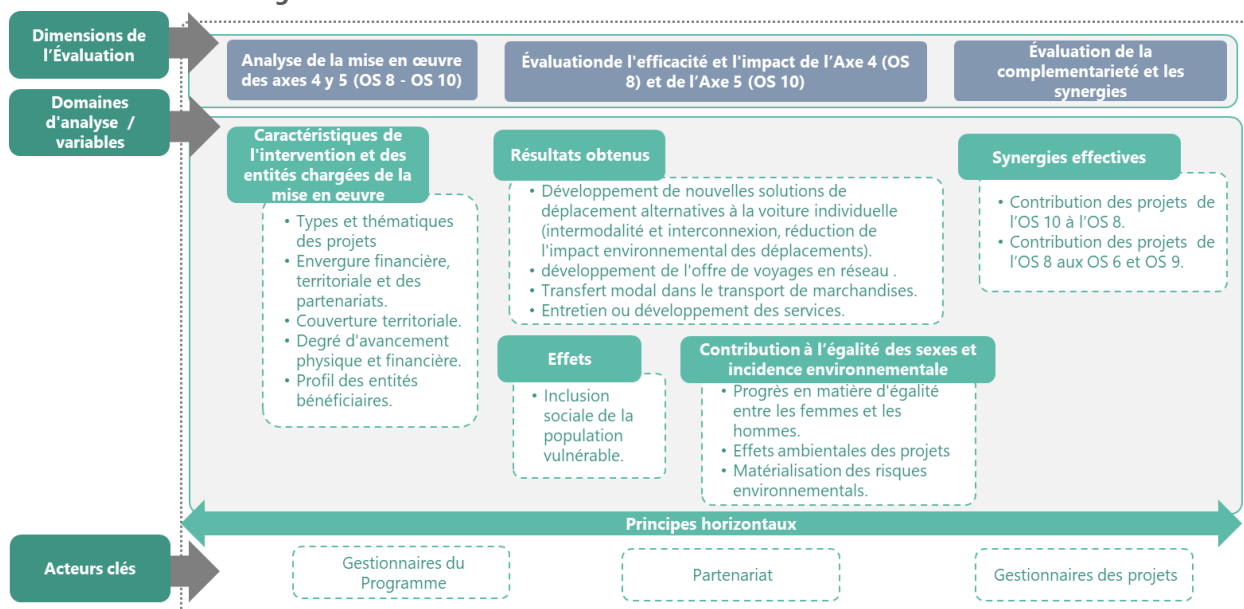 Dimensions de
l'Évaluation
Analyse de la mise en œuvre
des axes 4 y 5 (OS 8 - OS 10)
Évaluationde l'efficacité et l'impact de l'Axe 4 (OS
8) et de l'Axe 5 (OS 10)
Évaluation de la
complementarieté et les
synergies
Domaines
d'analyse /
variables
Caractéristiques de
l'intervention et des
entités chargées de la
mise en œuvre
• Types et thématiques
des projets
• Envergure financière,
territoriale et des
partenariats.
• Couverture territoriale.
• Degré d'avancement
physique et financière.
• Profil des entités
bénéficiaires.
Résultats obtenus
• Développement de nouvelles solutions de
déplacement alternatives à la voiture individuelle
(intermodalité et interconnexion, réduction de
l'impact environnemental des déplacements).
• développement de l'offre de voyages en réseau .
• Transfert modal dans le transport de marchandises.
• Entretien ou développement des services.
Effets
• Inclusion
sociale de la
population
vulnérable.
Contribution à l'égalité des sexes et
incidence environnementale
• Progrès en matière d'égalité
entre les femmes et les
hommes.
• Effets ambientales des projets
• Matérialisation des risques
environnementals.
Synergies effectives
• Contribution des projets de
l'OS 10 à l'OS 8.
• Contribution des projets de
l'OS 8 aux OS 6 et OS 9.
Principes horizontaux
Acteurs clés
Gestionnaires du
Programme
Partenariat
Gestionnaires des projets